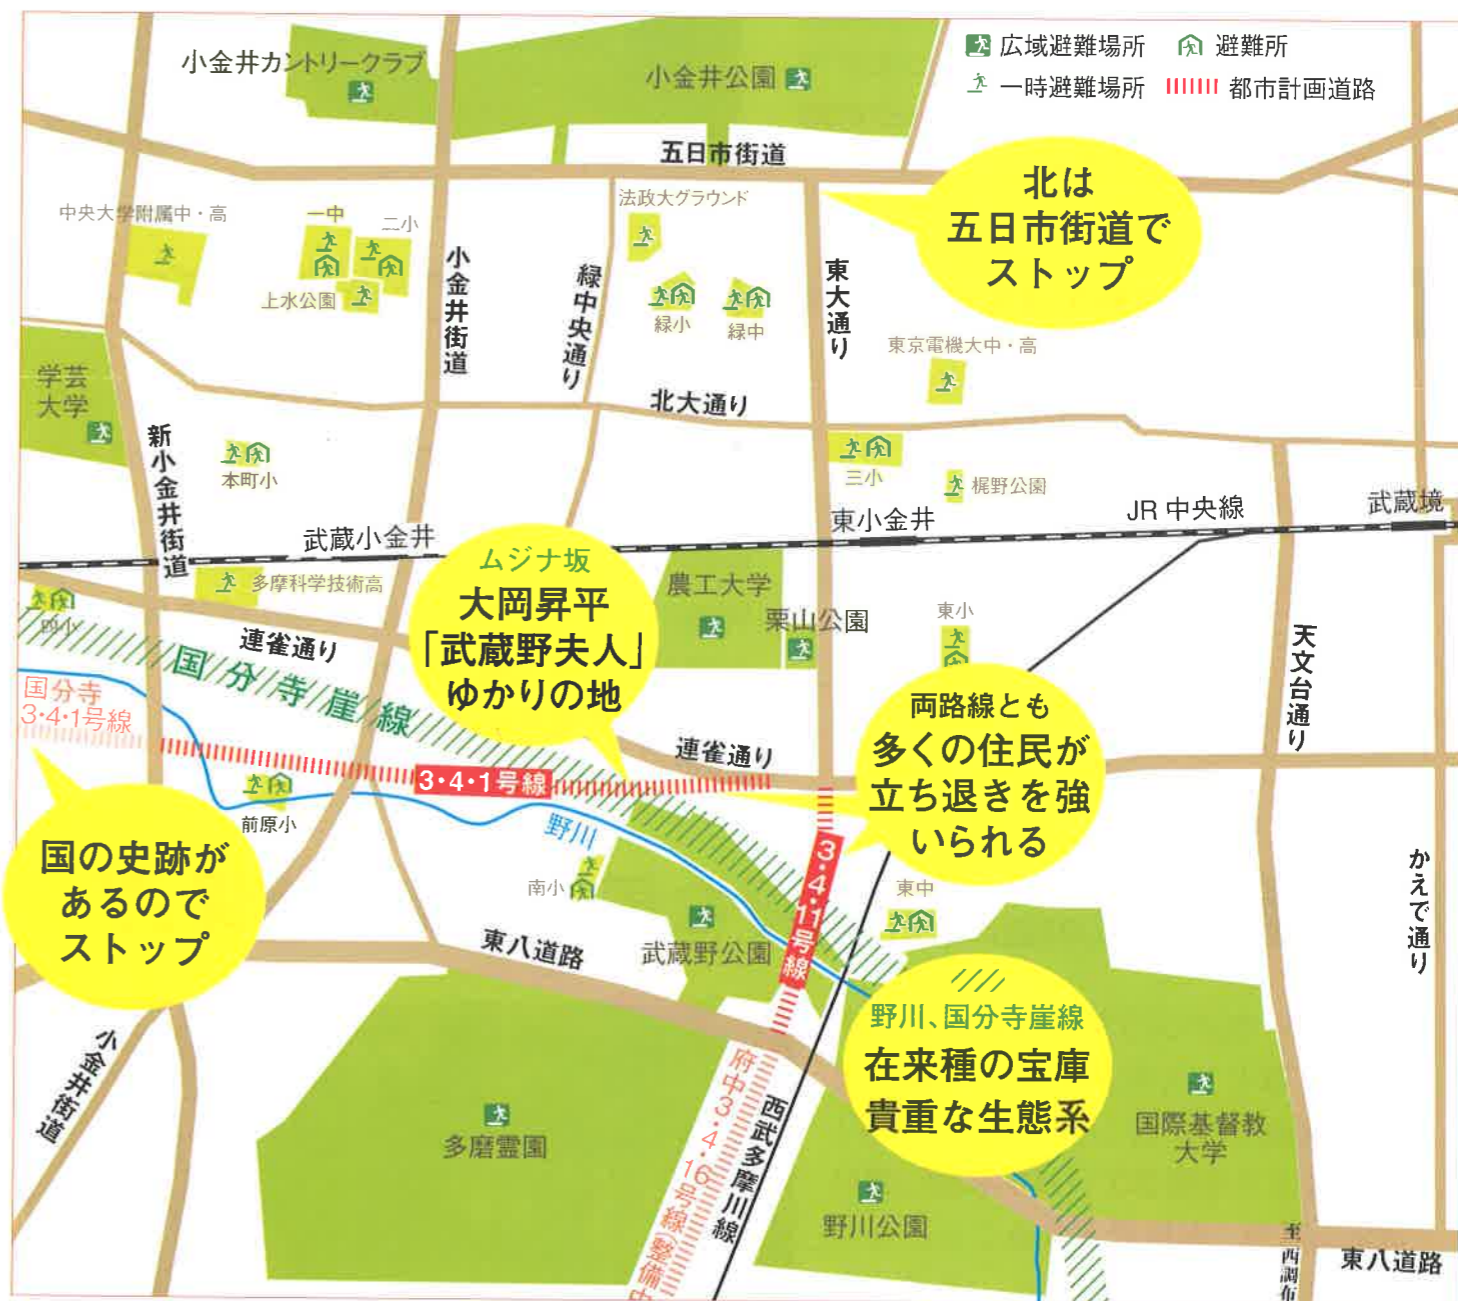 小金井カントリークラブ
小金井公園
広域避難場所
避難所
一時避難場所
都市計画道路
五日市街道
北は
五日市街道で
ストップ
中央大学附属中・高
一中
二小
上水公園
小金井街道
緑中央通り
法政大グラウンド
緑小
緑中
東大通り
東京電機大中・高
学芸
大学
新小金井街道
本町小
北大通り
三小
梶野公園
武蔵小金井
東小金井
JR 中央線
武蔵境
ムジナ坂
大岡昇平
「武蔵野夫人」
ゆかりの地
農工大学
栗山公園
東小
多摩科学技術高
四小
連雀通り
国分寺崖線
国分寺
3・4・1号線
天文台通り
両路線とも
多くの住民が
立ち退きを強
いられる
連雀通り
3・4・1号線
前原小
野川
国の史跡が
あるので
ストップ
南小
3・4・11号線
東中
かえで通り
東八道路
武蔵野公園
野川、国分寺崖線
在来種の宝庫
貴重な生態系
小金井街道
多磨霊園
府中3・4・16号線(整備中
西武多摩川線
国際基督教
大学
野川公園
至西調布
東八道路